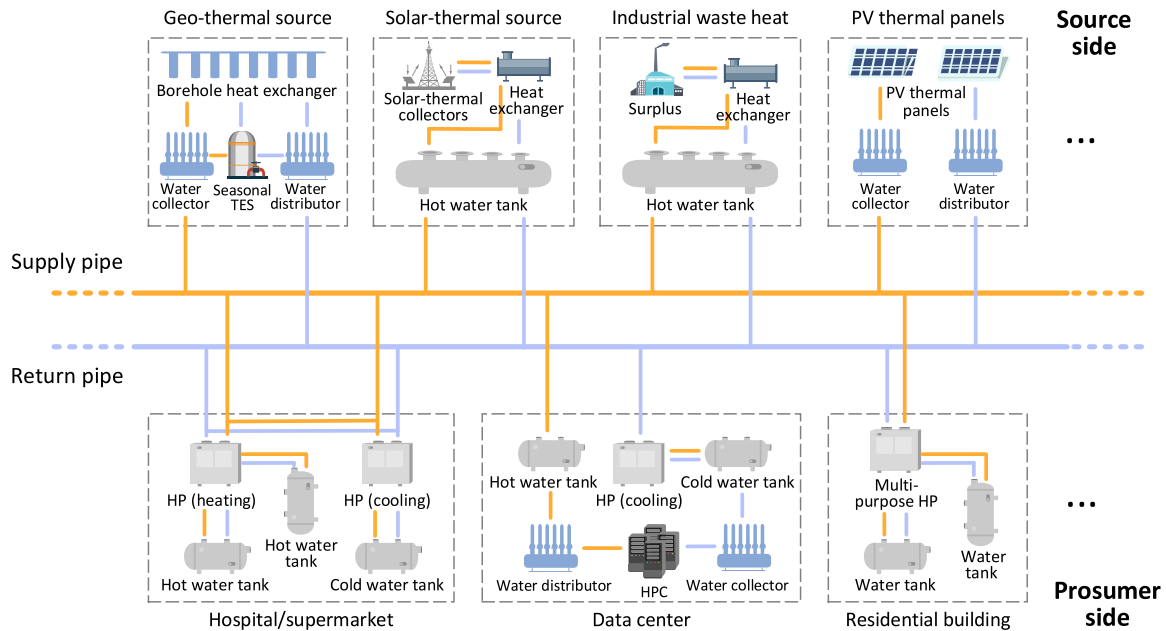 Geo-thermal source
Solar-thermal source
Industrial waste heat
PV thermal panels
Source
side
Borehole heat exchanger
Water
collector
Seasonal
TES
Water
distributor
Solar-thermal
collectors
Heat
exchanger
Hot water tank
Surplus
Heat
exchanger
Hot water tank
PV thermal
panels
Water
collector
Water
distributor
...
Supply pipe
Return pipe
HP (heating)
Hot water
tank
Hot water tank
HP (cooling)
Cold water tank
Hospital/supermarket
Hot water tank
HP (cooling)
Cold water tank
Water distributor
HPC
Water collector
Data center
Multi-
purpose HP
Water
tank
Water tank
Residential building
...
Prosumer
side